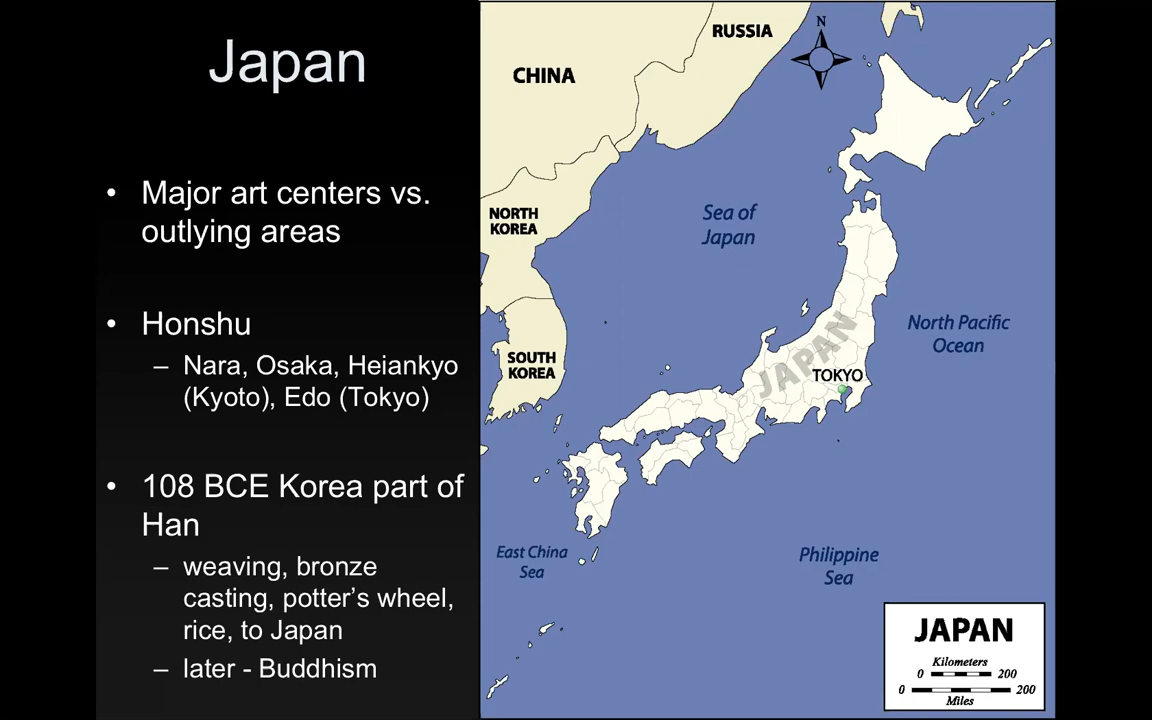 Japan
• Major art centers vs.
outlying areas
• Honshu
– Nara, Osaka, Heiankyo
(Kyoto), Edo (Tokyo)
• 108 BCE Korea part of
Han
– weaving, bronze
casting, potter’s wheel,
rice, to Japan
– later - Buddhism
RUSSIA
N
CHINA
NORTH
KOREA
Sea of
Japan
North Pacific
Ocean
SOUTH
KOREA
JAPAN
TOKYO
East China
Sea
Philippine
Sea
JAPAN
Kilometers
0 200
0 200
Miles